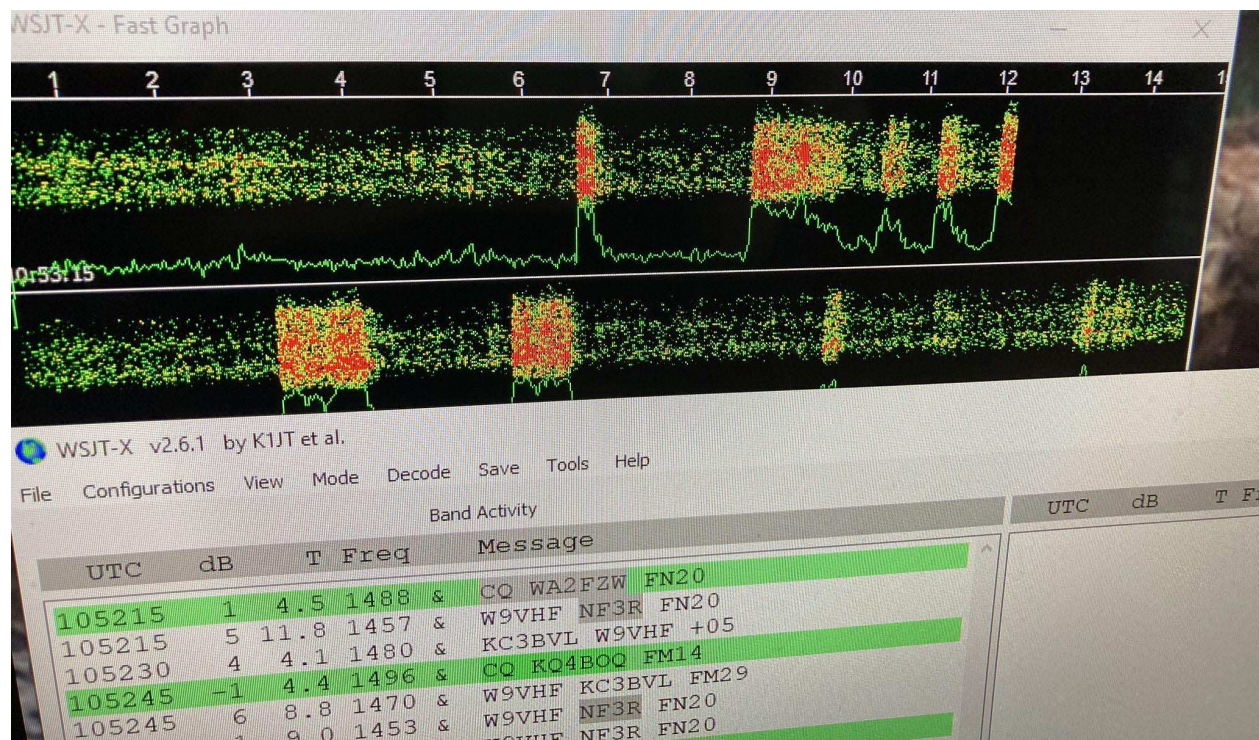 WSJT-X - Fast Graph
1 2 3 4 5 6 7 8 9 10 11 12 13 14
10:53:15
WSJT-X v2.6.1 by K1JT et al.
File Configurations View Mode Decode Save Tools Help
Band Activity
UTC dB T Freq Message
UTC dB T
105215 1 4.5 1488 & CQ WA2FZW FN20
105215 5 11.8 1457 & W9VHF NF3R FN20
105230 4 4.1 1480 & KC3BVL W9VHF +05
105245 -1 4.4 1496 & CQ KQ4BOQ FM14
105245 6 8.8 1470 & W9VHF KC3BVL FM29
9.0 1453 & W9VHF NF3R FN20
W9VHF NF3R FN20